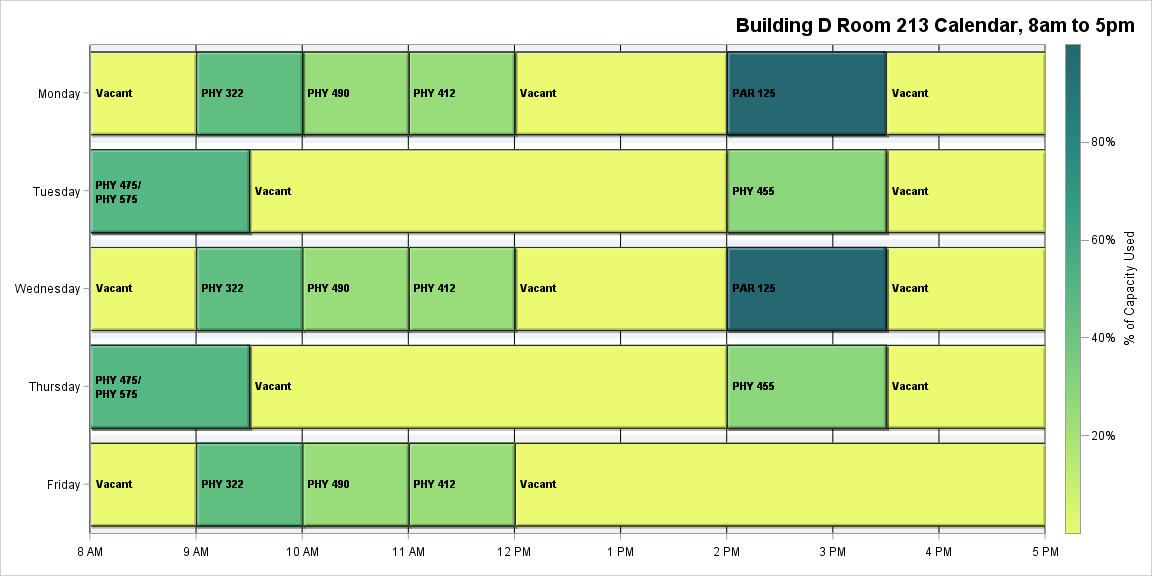 Building D Room 213 Calendar, 8am to 5pm
Monday
Vacant
PHY 322
PHY 490
PHY 412
Vacant
PAR 125
Vacant
Tuesday
PHY 475/
PHY 575
Vacant
PHY 455
Vacant
Wednesday
Vacant
PHY 322
PHY 490
PHY 412
Vacant
PAR 125
Vacant
Thursday
PHY 475/
PHY 575
Vacant
PHY 455
Vacant
Friday
Vacant
PHY 322
PHY 490
PHY 412
Vacant
8 AM
9 AM
10 AM
11 AM
12 PM
1 PM
2 PM
3 PM
4 PM
5 PM
80%
60%
40%
20%
% of Capacity Used